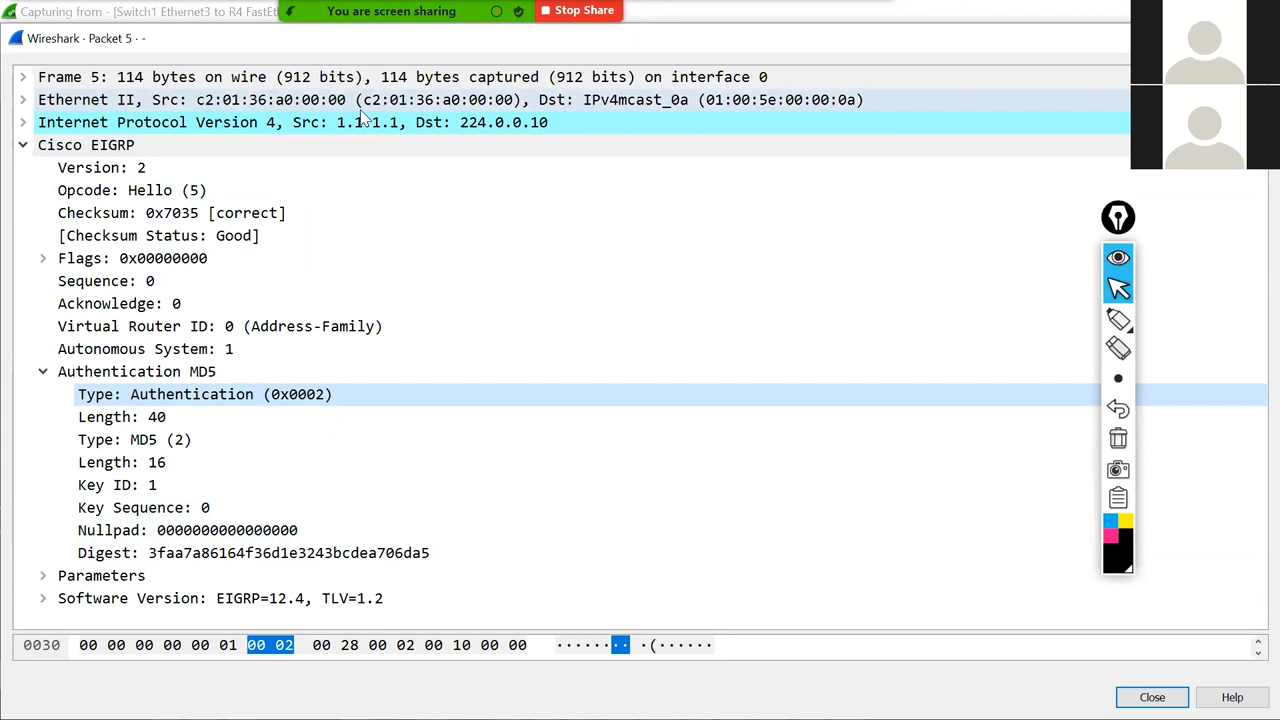 Capturing from - [Switch1 Ethernet3 to R4 FastEth
You are screen sharing
Stop Share
Wireshark · Packet 5 · -
Frame 5: 114 bytes on wire (912 bits), 114 bytes captured (912 bits) on interface 0
Ethernet II, Src: c2:01:36:a0:00:00 (c2:01:36:a0:00:00), Dst: IPv4mcast_0a (01:00:5e:00:00:0a)
Internet Protocol Version 4, Src: 1.1.1.1, Dst: 224.0.0.10
Cisco EIGRP
Version: 2
Opcode: Hello (5)
Checksum: 0x7035 [correct]
[Checksum Status: Good]
Flags: 0x00000000
Sequence: 0
Acknowledge: 0
Virtual Router ID: 0 (Address-Family)
Autonomous System: 1
Authentication MD5
Type: Authentication (0x0002)
Length: 40
Type: MD5 (2)
Length: 16
Key ID: 1
Key Sequence: 0
Nullpad: 0000000000000000
Digest: 3faa7a86164f36d1e3243bcdea706da5
Parameters
Software Version: EIGRP=12.4, TLV=1.2
0030 00 00 00 00 00 01 00 02 00 28 00 02 00 10 00 00 ········ ·(······
Close
Help